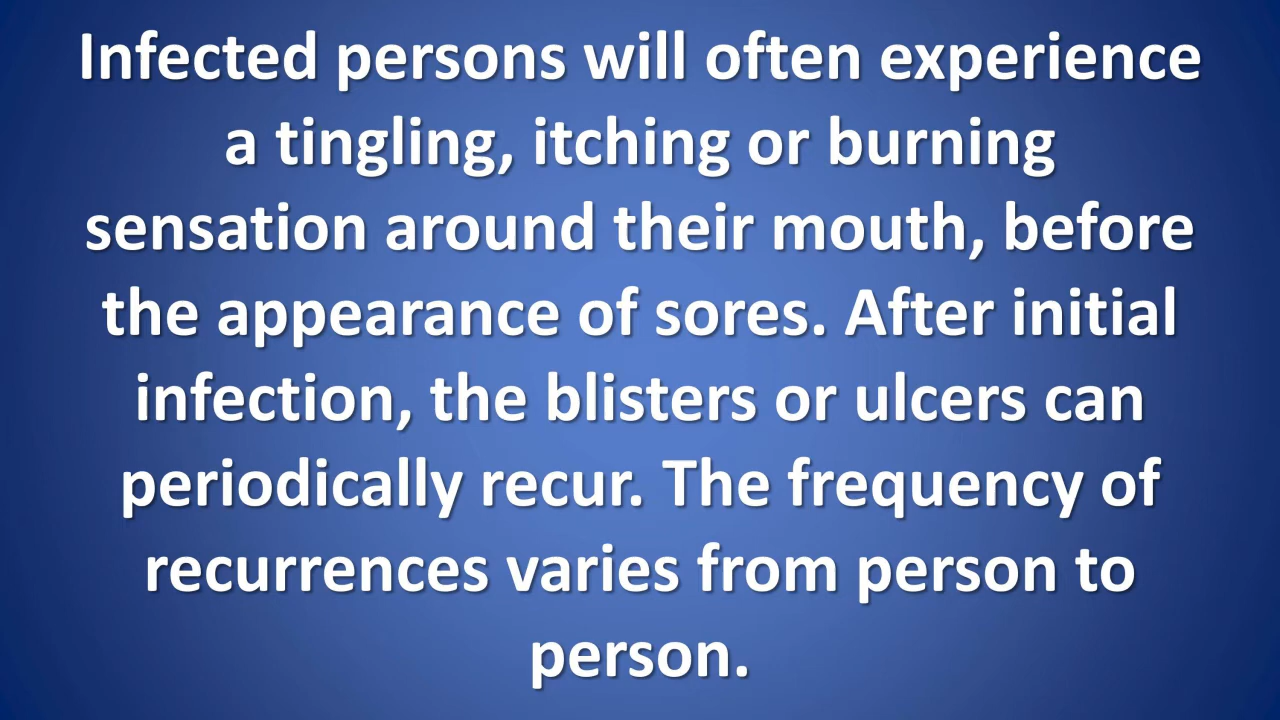 Infected persons will often experience
a tingling, itching or burning
sensation around their mouth, before
the appearance of sores. After initial
infection, the blisters or ulcers can
periodically recur. The frequency of
recurrences varies from person to
person.